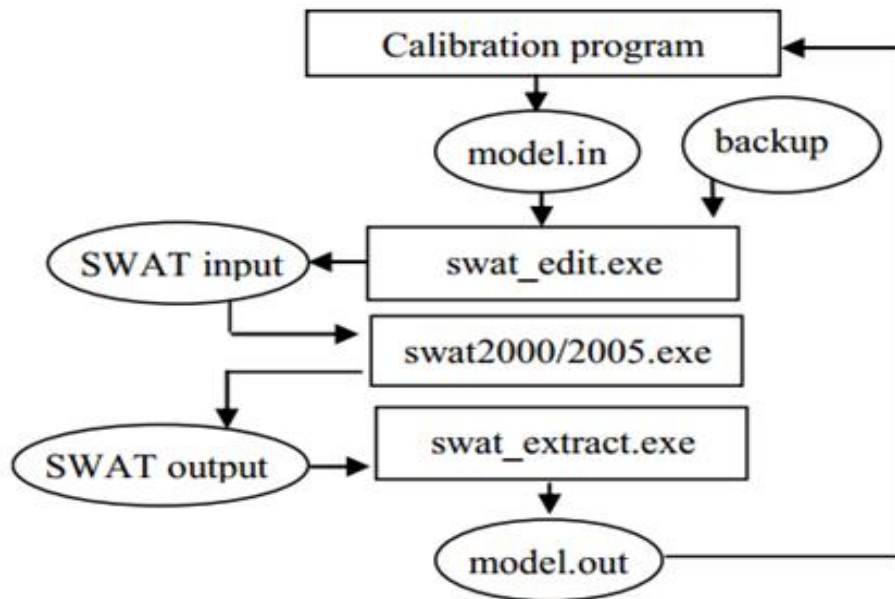 Calibration program
model.in
backup
SWAT input
swat_edit.exe
swat2000/2005.exe
SWAT output
swat_extract.exe
model.out